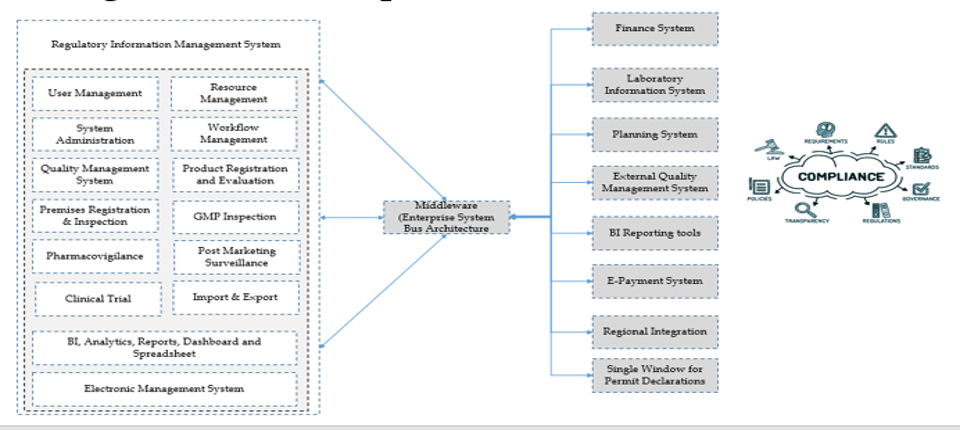 Regulatory Information Management System
User Management
Resource
Management
System
Administration
Workflow
Management
Quality Management
System
Product Registration
and Evaluation
Premises Registration
& Inspection
GMP Inspection
Pharmacovigilance
Post Marketing
Surveillance
Clinical Trial
Import & Export
BI, Analytics, Reports, Dashboard and
Spreadsheet
Electronic Management System
Middleware
(Enterprise System
Bus Architecture
Finance System
Laboratory
Information System
Planning System
External Quality
Management System
BI Reporting tools
E-Payment System
Regional Integration
Single Window for
Permit Declarations
REQUIREMENTS
RULES
LAW
STANDARDS
COMPLIANCE
POLICIES
GOVERNANCE
TRANSPARENCY
REGULATIONS